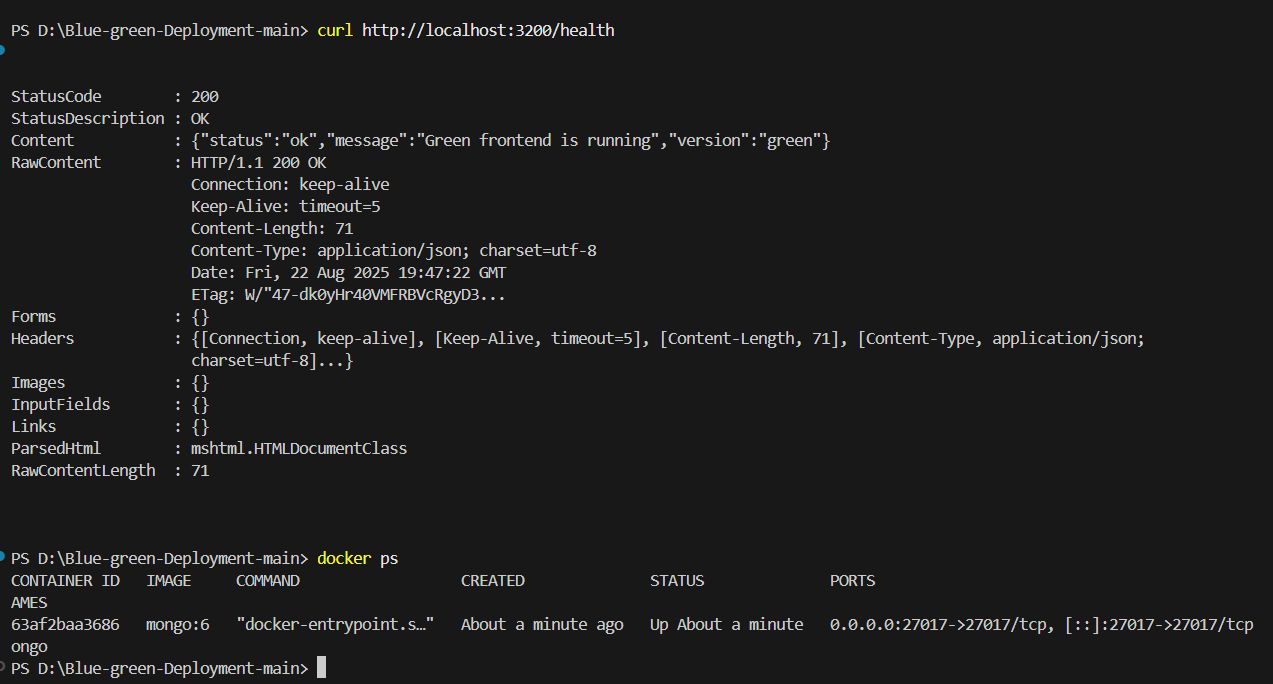 PS D:\Blue-green-Deployment-main> curl http://localhost:3200/health
StatusCode        : 200
StatusDescription : OK
Content           : {"status":"ok","message":"Green frontend is running","version":"green"}
RawContent        : HTTP/1.1 200 OK
                    Connection: keep-alive
                    Keep-Alive: timeout=5
                    Content-Length: 71
                    Content-Type: application/json; charset=utf-8
                    Date: Fri, 22 Aug 2025 19:47:22 GMT
                    ETag: W/"47-dk0yHr40VMFRBVcRgyD3...
Forms             : {}
Headers           : {[Connection, keep-alive], [Keep-Alive, timeout=5], [Content-Length, 71], [Content-Type, application/json;
                    charset=utf-8]...}
Images            : {}
InputFields       : {}
Links             : {}
ParsedHtml        : mshtml.HTMLDocumentClass
RawContentLength  : 71
PS D:\Blue-green-Deployment-main> docker ps
CONTAINER ID   IMAGE     COMMAND                  CREATED              STATUS              PORTS
AMES
63af2baa3686   mongo:6   "docker-entrypoint.s…"   About a minute ago   Up About a minute   0.0.0.0:27017->27017/tcp, [::]:27017->27017/tcp
ongo
PS D:\Blue-green-Deployment-main>